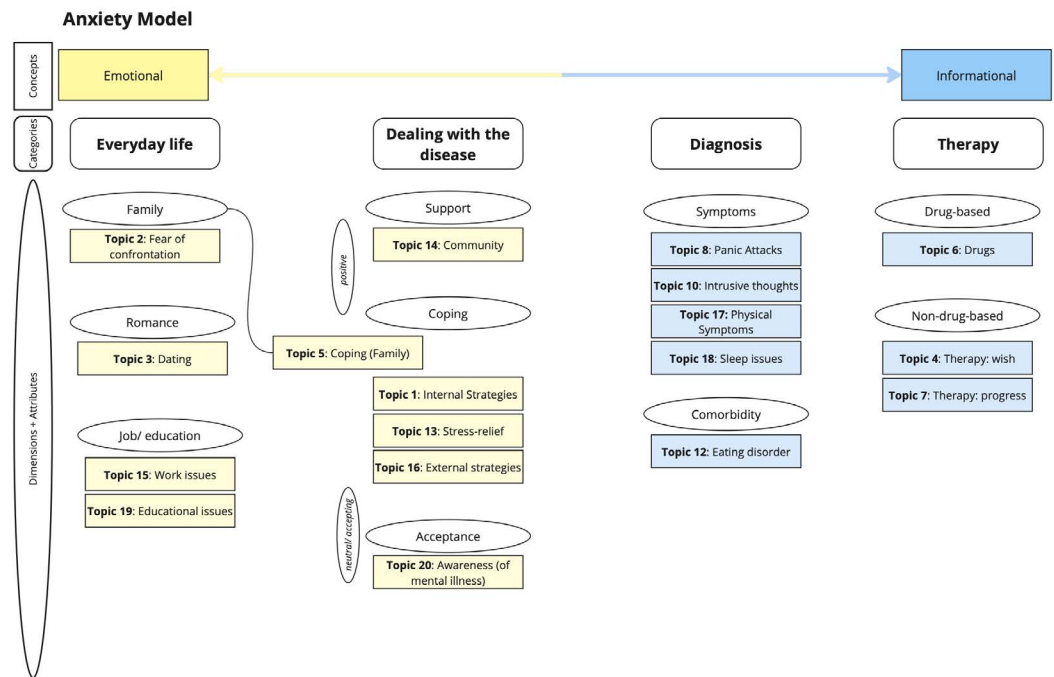 Anxiety Model
Concepts
Emotional
Informational
Categories
Everyday life
Dealing with the
disease
Diagnosis
Therapy
Dimensions + Attributes
Family
Topic 2: Fear of
confrontation
Romance
Topic 3: Dating
Job/ education
Topic 15: Work issues
Topic 19: Educational issues
positive
Support
Topic 14: Community
Coping
Topic 5: Coping (Family)
Topic 1: Internal Strategies
Topic 13: Stress-relief
Topic 16: External strategies
neutral/ accepting
Acceptance
Topic 20: Awareness (of
mental illness)
Symptoms
Topic 8: Panic Attacks
Topic 10: Intrusive thoughts
Topic 17: Physical
Symptoms
Topic 18: Sleep issues
Comorbidity
Topic 12: Eating disorder
Drug-based
Topic 6: Drugs
Non-drug-based
Topic 4: Therapy: wish
Topic 7: Therapy: progress